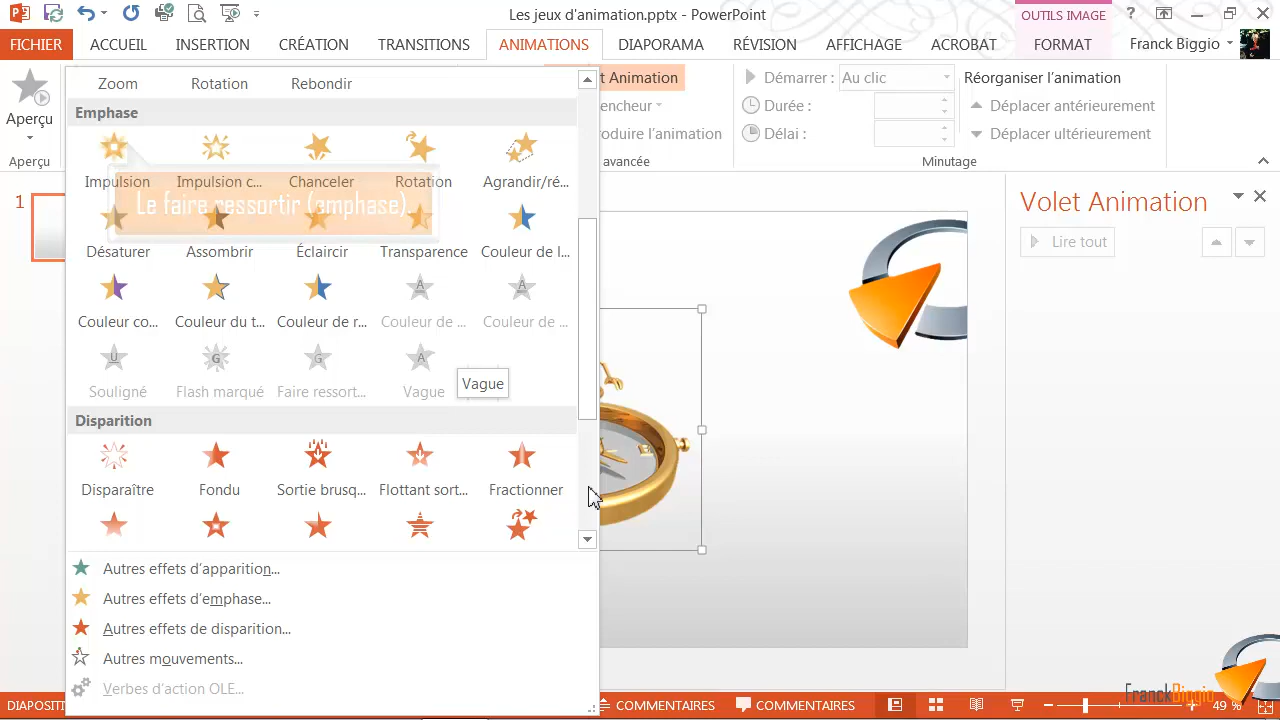 Les jeux d'animation.pptx - PowerPoint
OUTILS IMAGE
?
FICHIER
ACCUEIL
INSERTION
CRÉATION
TRANSITIONS
ANIMATIONS
DIAPORAMA
RÉVISION
AFFICHAGE
ACROBAT
FORMAT
Franck Biggio
Aperçu
Aperçu
t Animation
encheur
roduire l'animation
avancée
Démarrer : Au clic
Durée :
Délai :
Réorganiser l'animation
Déplacer antérieurement
Déplacer ultérieurement
Minutage
Zoom
Rotation
Rebondir
Emphase
Impulsion
Impulsion c...
Chanceler
Rotation
Agrandir/ré...
Le faire ressortir (emphase).
Désaturer
Assombrir
Éclaircir
Transparence
Couleur de l...
Couleur co...
Couleur du t...
Couleur de r...
Couleur de ...
Couleur de ...
Souligné
Flash marqué
Faire ressort...
Vague
Vague
Disparition
Disparaître
Fondu
Sortie brusq...
Flottant sort...
Fractionner
Autres effets d'apparition...
Autres effets d'emphase...
Autres effets de disparition...
Autres mouvements...
Verbes d'action OLE...
1
Volet Animation
Lire tout
DIAPOSITI
COMMENTAIRES
COMMENTAIRES
49 %
FranckBiggio